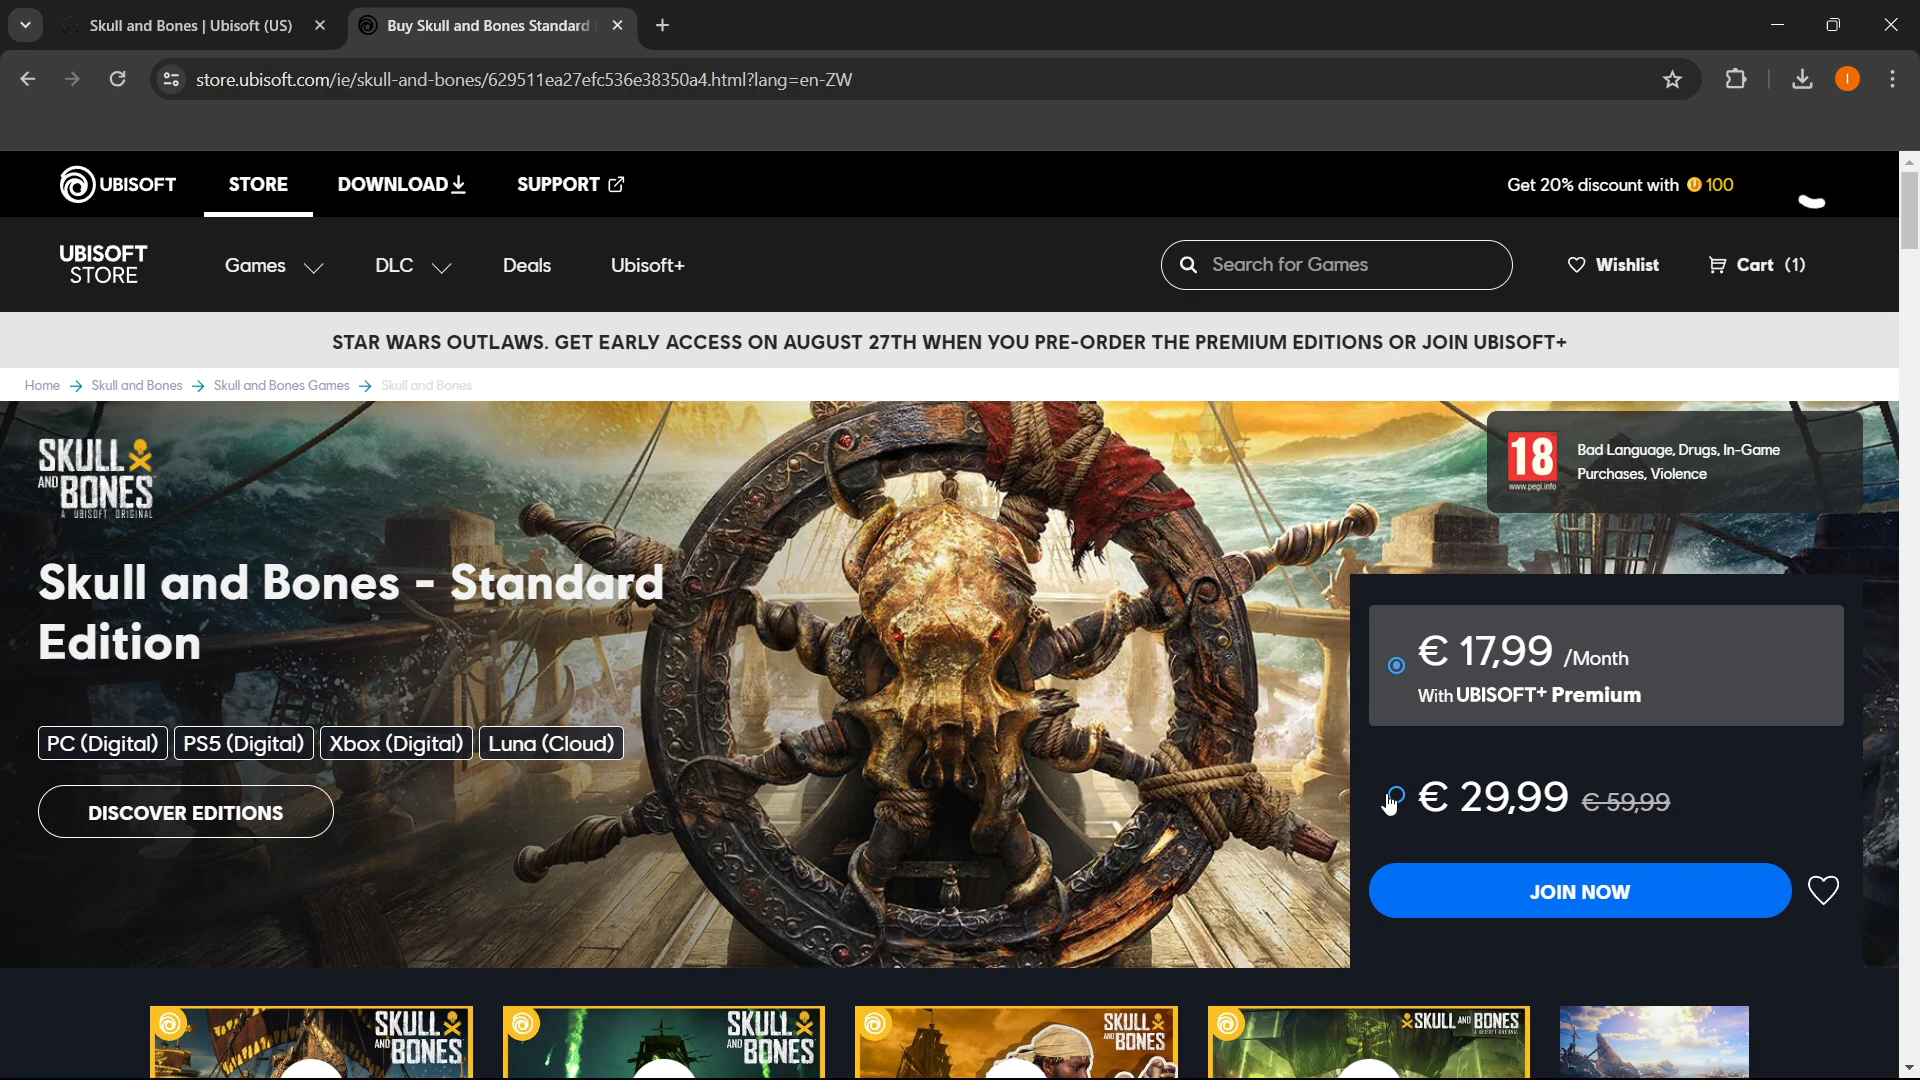 Skull and Bones | Ubisoft (US)
Buy Skull and Bones Standard
store.ubisoft.com/ie/skull-and-bones/629511ea27efc536e38350a4.html?lang=en-ZW
I
UBISOFT
STORE
DOWNLOAD
SUPPORT
Get 20% discount with 100
UBISOFT
STORE
Games
DLC
Deals
Ubisoft+
Search for Games
Wishlist
Cart (1)
STAR WARS OUTLAWS. GET EARLY ACCESS ON AUGUST 27TH WHEN YOU PRE-ORDER THE PREMIUM EDITIONS OR JOIN UBISOFT+
Home → Skull and Bones → Skull and Bones Games → Skull and Bones
SKULL
AND BONES
A UBISOFT ORIGINAL
18
www.pegi.info
Bad Language, Drugs, In-Game
Purchases, Violence
Skull and Bones - Standard
Edition
PC (Digital)
PS5 (Digital)
Xbox (Digital)
Luna (Cloud)
DISCOVER EDITIONS
€ 17,99 /Month
With UBISOFT+ Premium
€ 29,99 € 59,99
JOIN NOW
SKULL
AND BONES
SKULL
AND BONES
SKULL
AND BONES
SKULL AND BONES